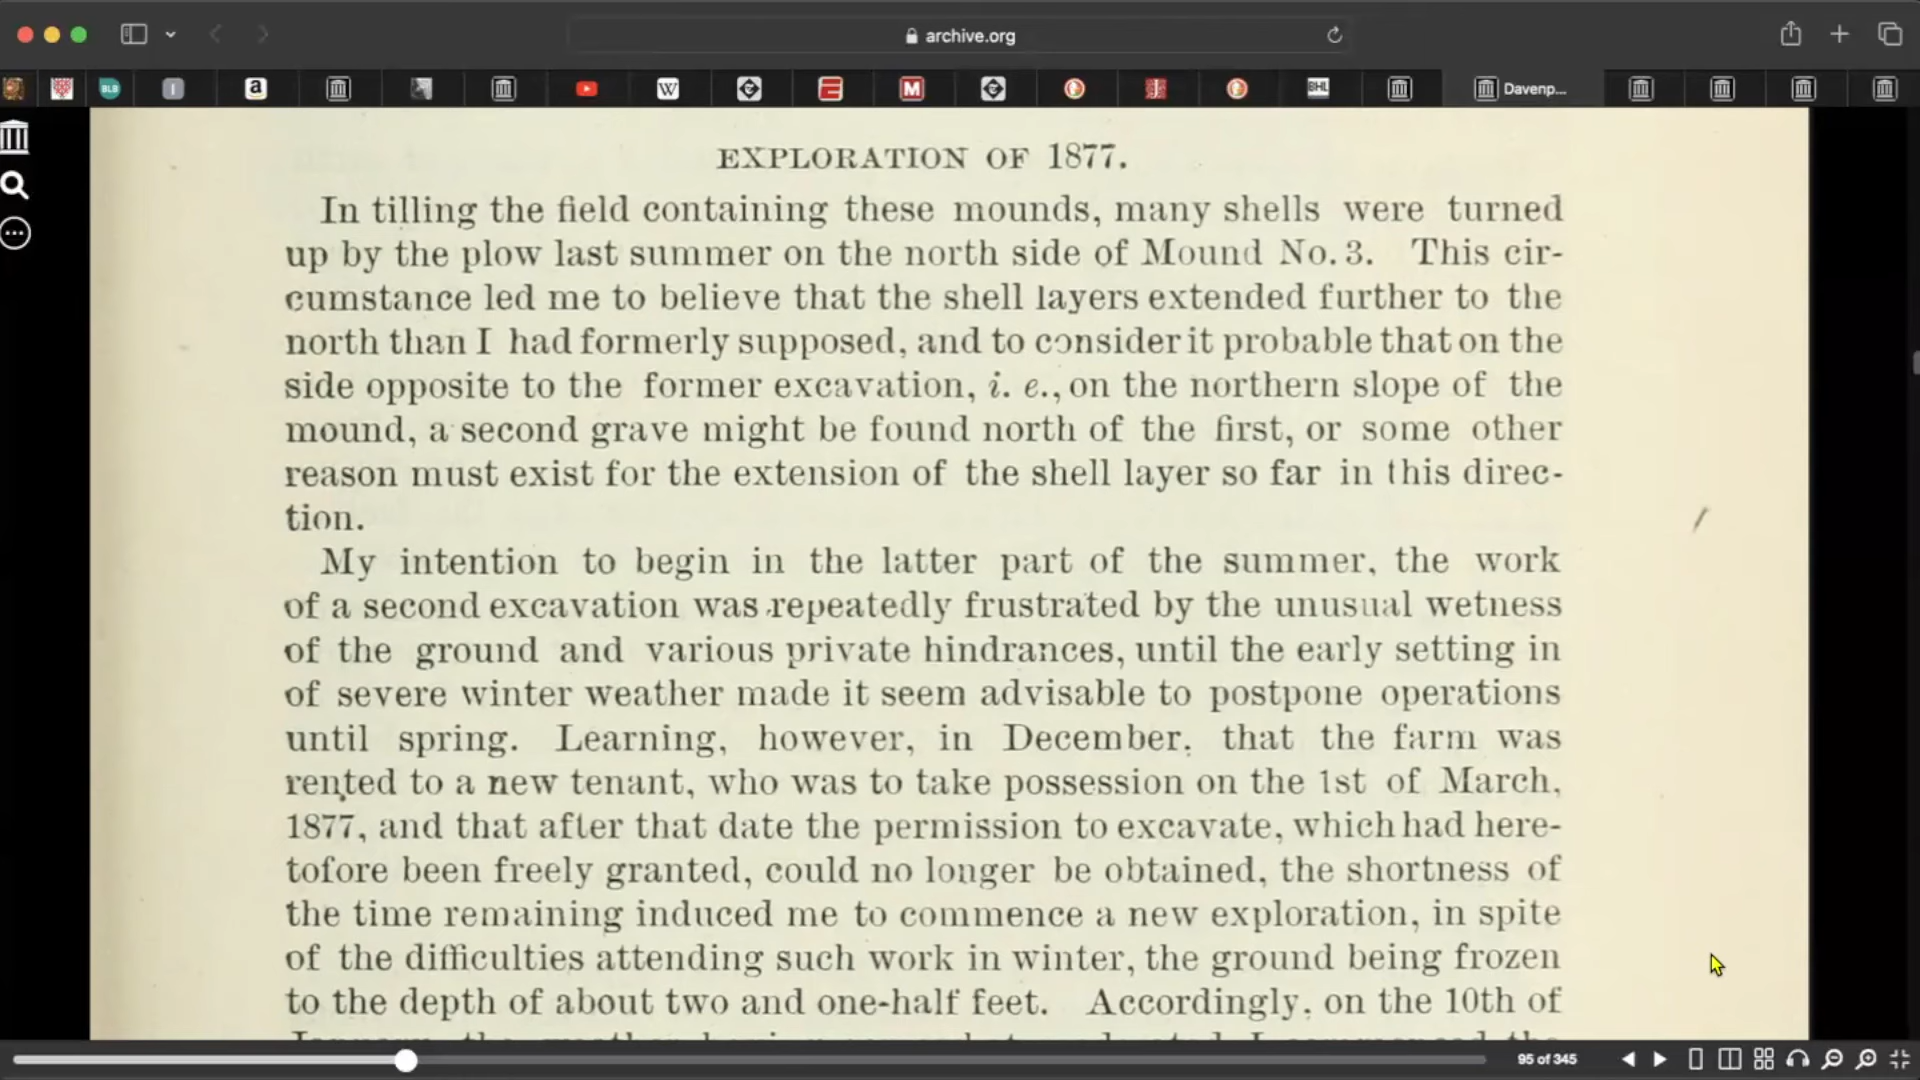 archive.org
BLB
a
W
M
BHL
Davenp...
EXPLORATION OF 1877.
In tilling the field containing these mounds, many shells were turned
up by the plow last summer on the north side of Mound No. 3. This cir-
cumstance led me to believe that the shell layers extended further to the
north than I had formerly supposed, and to consider it probable that on the
side opposite to the former excavation, i. e., on the northern slope of the
mound, a second grave might be found north of the first, or some other
reason must exist for the extension of the shell layer so far in this direc-
tion.
My intention to begin in the latter part of the summer, the work
of a second excavation was repeatedly frustrated by the unusual wetness
of the ground and various private hindrances, until the early setting in
of severe winter weather made it seem advisable to postpone operations
until spring. Learning, however, in December, that the farm was
rented to a new tenant, who was to take possession on the 1st of March,
1877, and that after that date the permission to excavate, which had here-
tofore been freely granted, could no longer be obtained, the shortness of
the time remaining induced me to commence a new exploration, in spite
of the difficulties attending such work in winter, the ground being frozen
to the depth of about two and one-half feet. Accordingly, on the 10th of
95 of 345